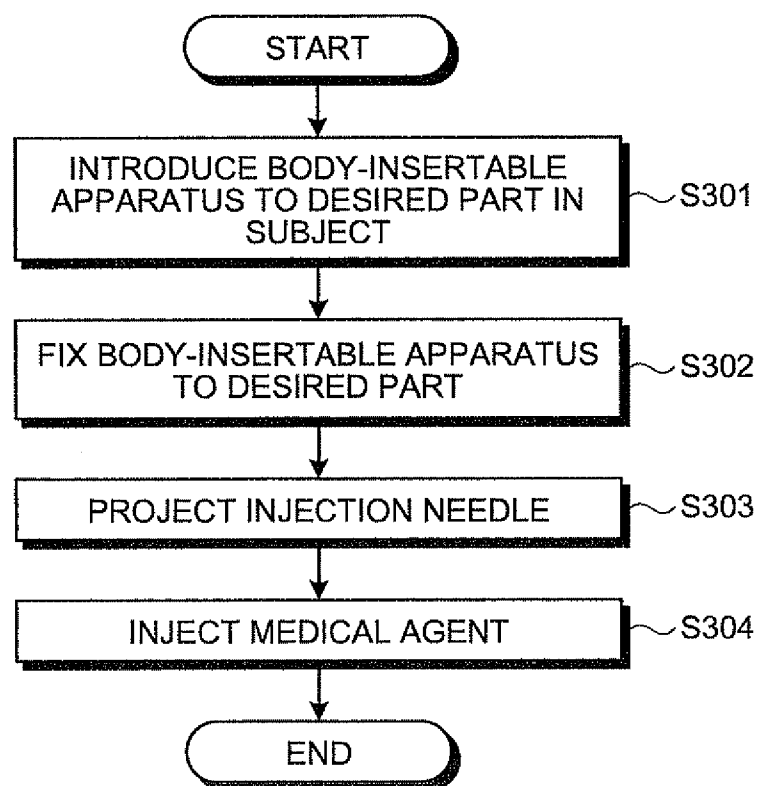 START
INTRODUCE BODY-INSERTABLE
APPARATUS TO DESIRED PART IN
SUBJECT
S301
FIX BODY-INSERTABLE APPARATUS
TO DESIRED PART
S302
PROJECT INJECTION NEEDLE
S303
INJECT MEDICAL AGENT
S304
END